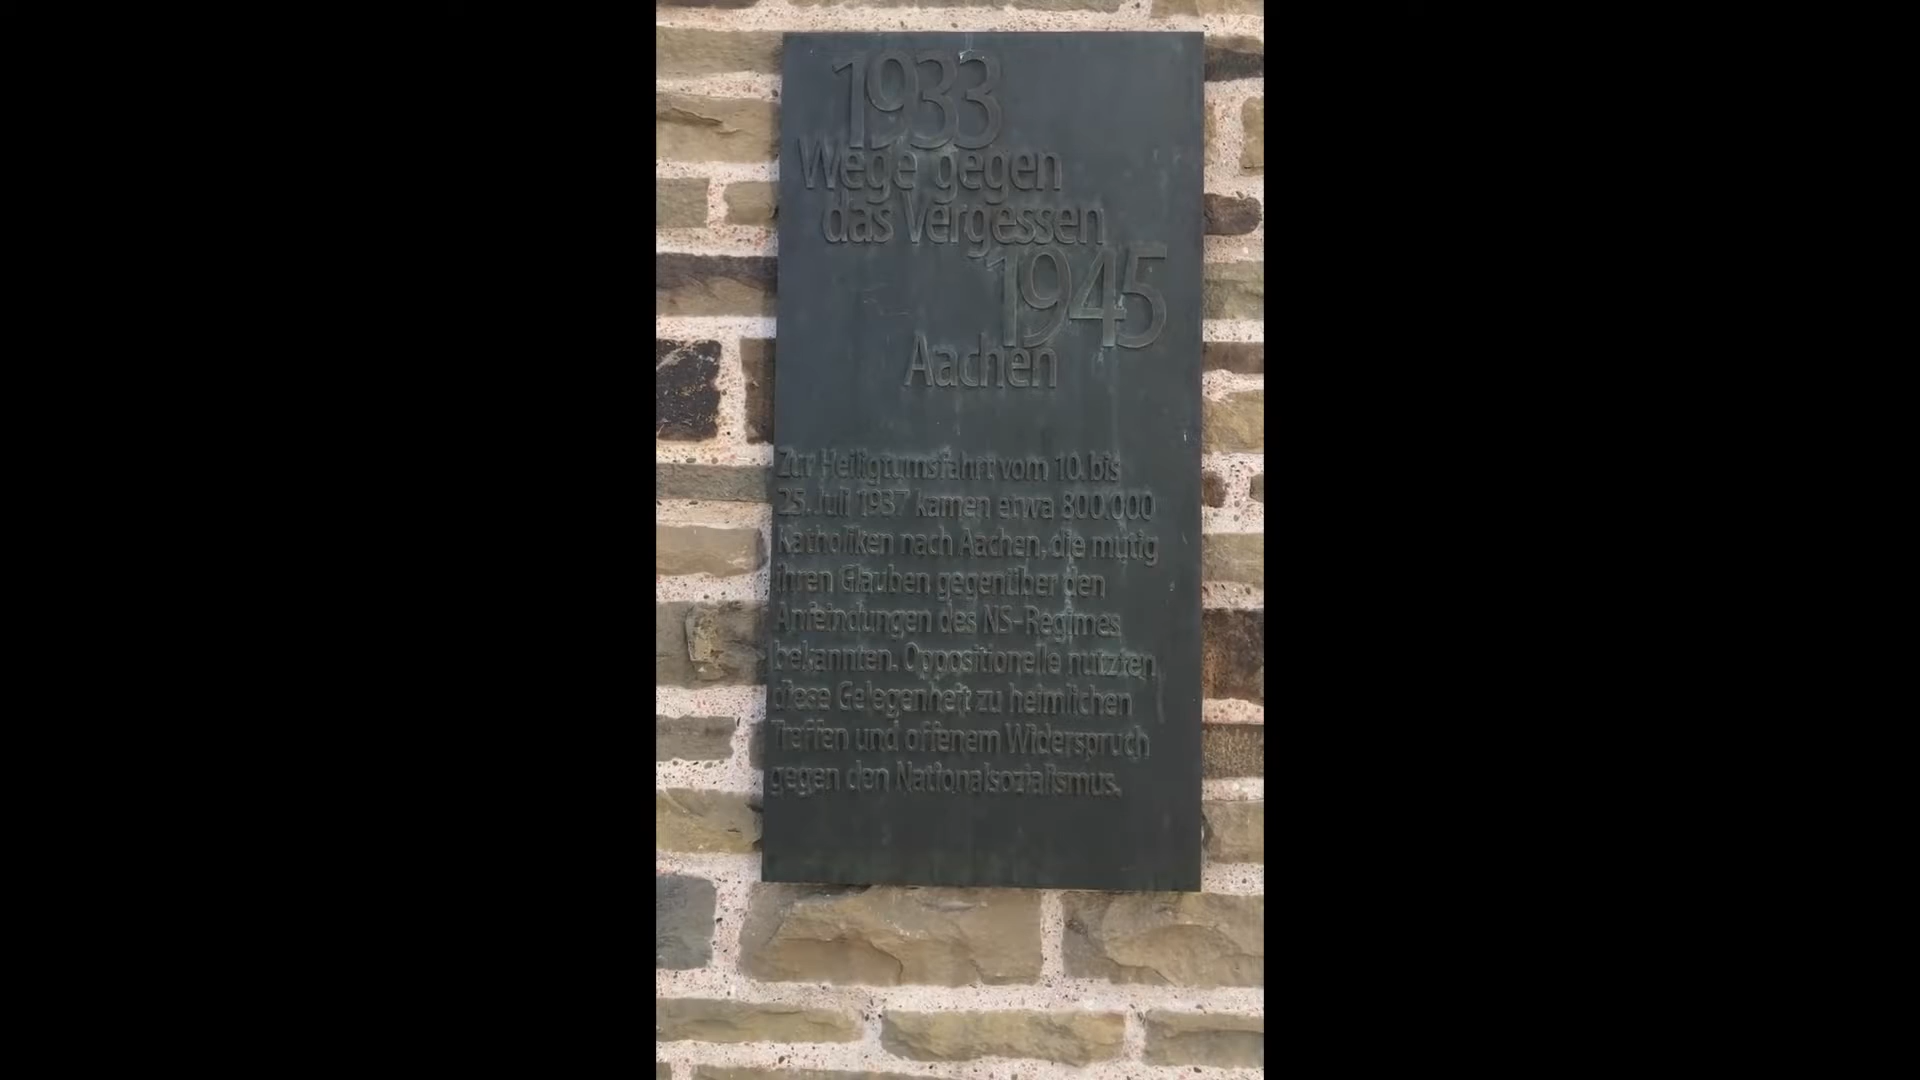 1933
Wege gegen
das Vergessen
1945
Aachen
Zur Heiligtumsfahrt vom 10. bis
25. Juli 1937 kamen etwa 800.000
Katholiken nach Aachen, die mutig
ihren Glauben gegenüber den
Anfeindungen des NS-Regimes
bekannten. Oppositionelle nutzten
diese Gelegenheit zu heimlichen
Treffen und offenem Widerspruch
gegen den Nationalsozialismus.